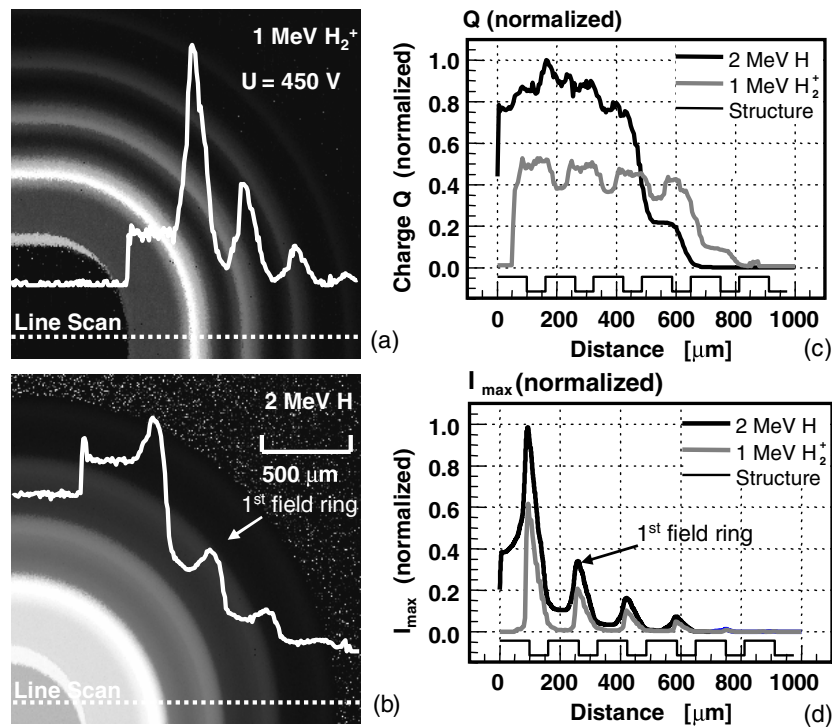 1 MeV H₂⁺
U = 450 V
Line Scan
(a)
2 MeV H
500 μm
1st field ring
Line Scan
(b)
Q (normalized)
2 MeV H
1 MeV H₂⁺
Structure
Charge Q (normalized)
1.0
0.8
0.6
0.4
0.2
0.0
0 200 400 600 800 1000
Distance [μm]
(c)
I max (normalized)
2 MeV H
1 MeV H₂⁺
Structure
1st field ring
Imax (normalized)
1.0
0.8
0.6
0.4
0.2
0.0
0 200 400 600 800 1000
Distance [μm]
(d)